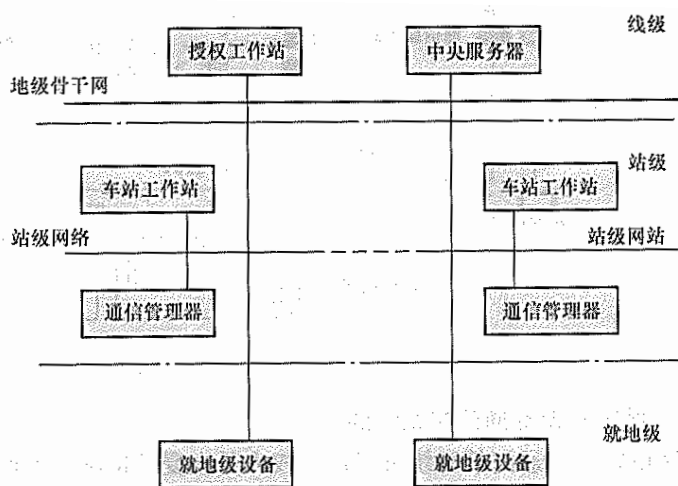 线级
授权工作站
中央服务器
地级骨干网
站级
车站工作站
车站工作站
站级网络
站级网站
通信管理器
通信管理器
就地级
就地级设备
就地级设备